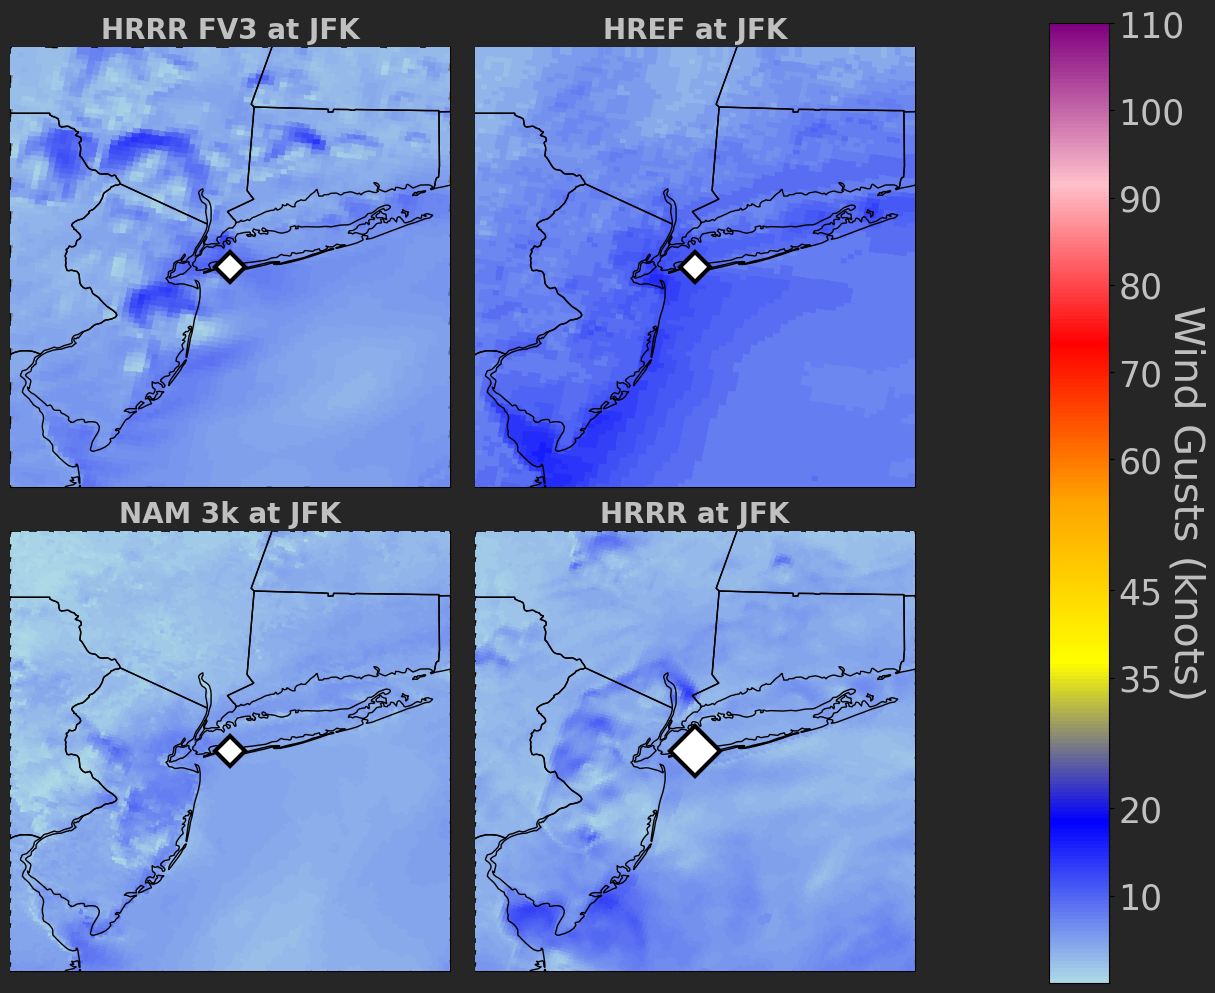 HRRR FV3 at JFK
HREF at JFK
NAM 3k at JFK
HRRR at JFK
110
100
90
80
70
60
45
35
20
10
Wind Gusts (knots)